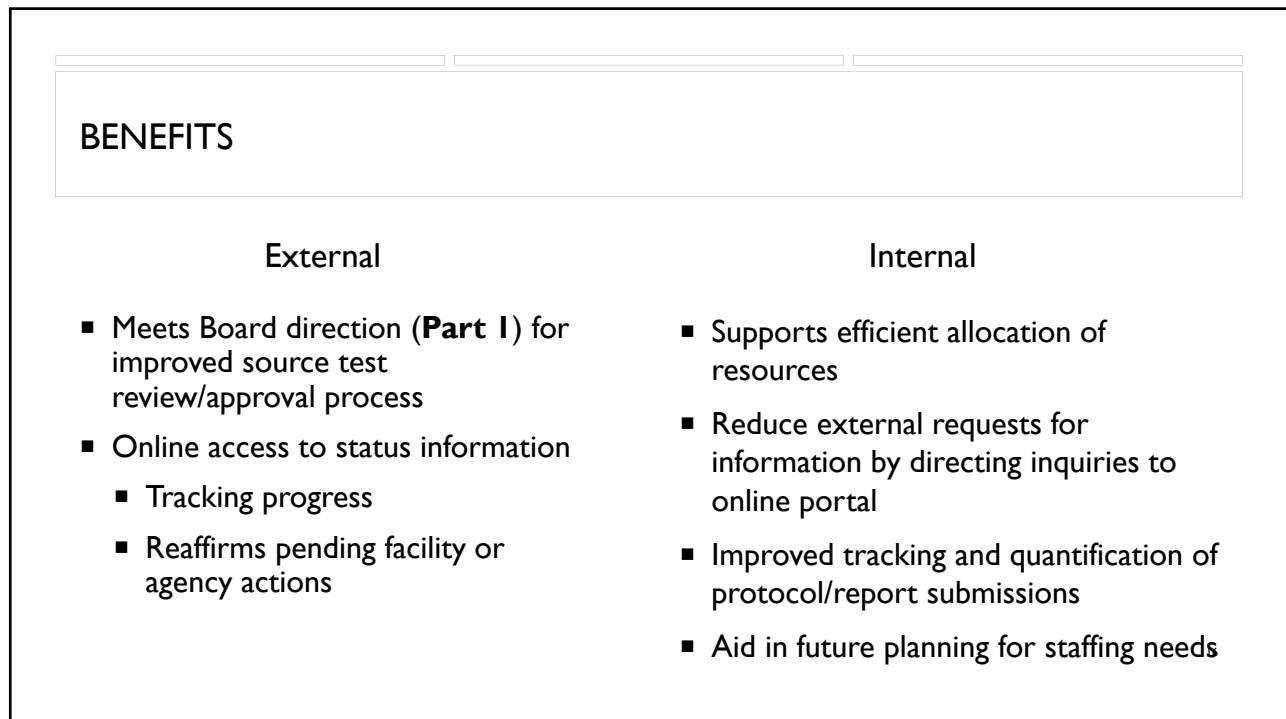 BENEFITS
External
■ Meets Board direction (Part 1) for
improved source test
review/approval process
■ Online access to status information
■ Tracking progress
■ Reaffirms pending facility or
agency actions
Internal
■ Supports efficient allocation of
resources
■ Reduce external requests for
information by directing inquiries to
online portal
■ Improved tracking and quantification of
protocol/report submissions
■ Aid in future planning for staffing needs